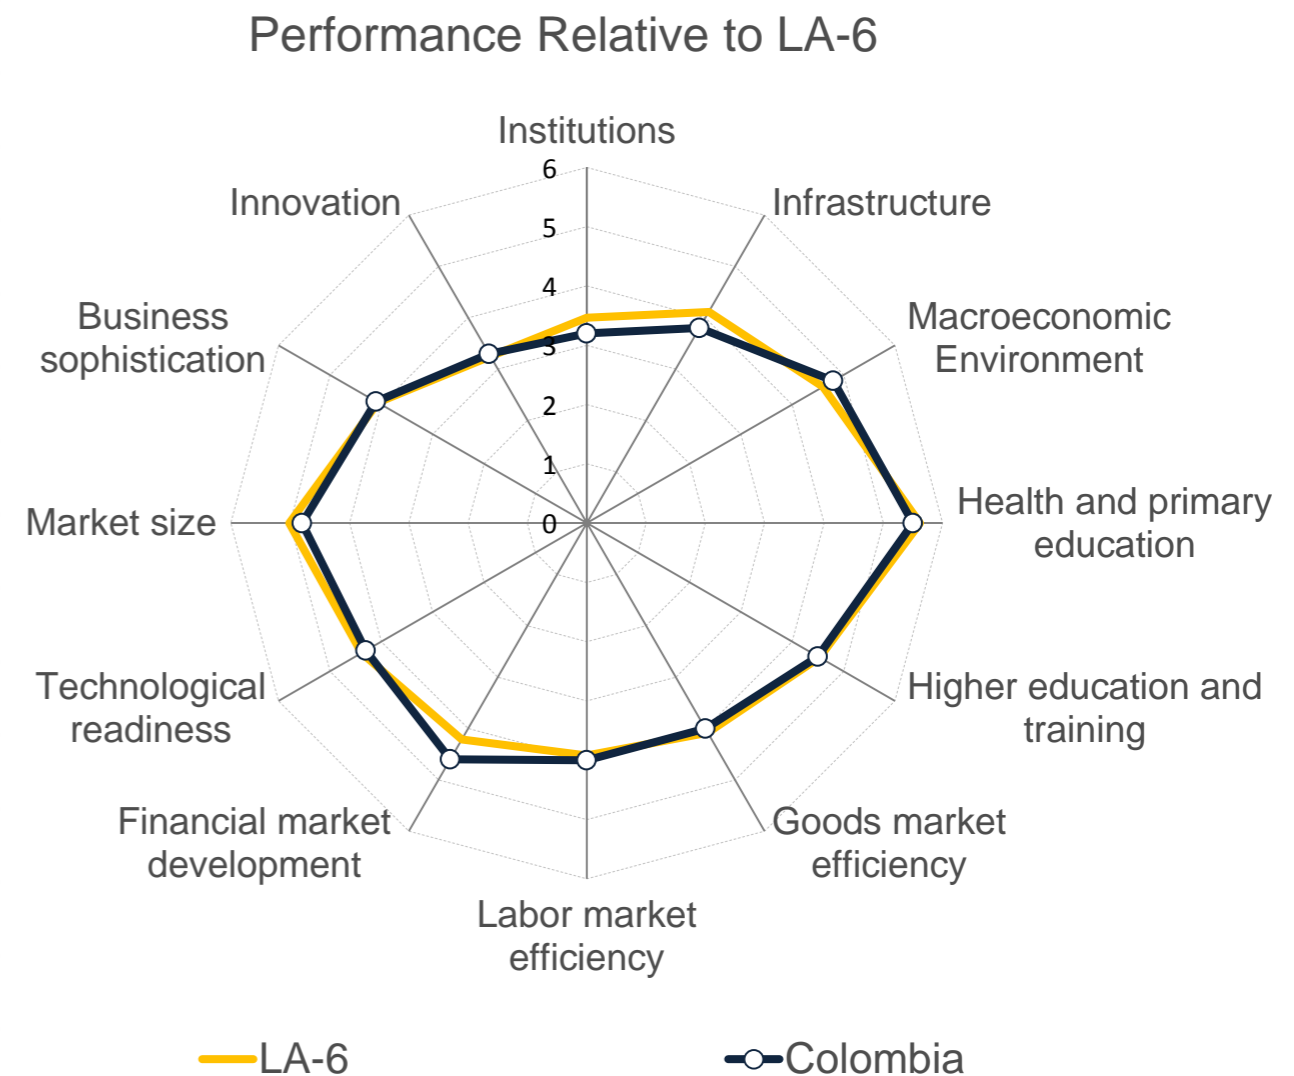 Performance Relative to LA-6
Institutions
Infrastructure
Macroeconomic
Environment
Health and primary
education
Higher education and
training
Goods market
efficiency
Labor market
efficiency
Financial market
development
Technological
readiness
Market size
Business
sophistication
Innovation
6
5
4
3
2
1
0
LA-6
Colombia